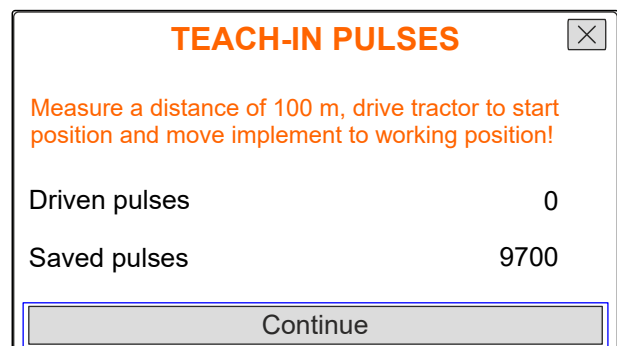 TEACH-IN PULSES
Measure a distance of 100 m, drive tractor to start
position and move implement to working position!
Driven pulses 0
Saved pulses 9700
Continue